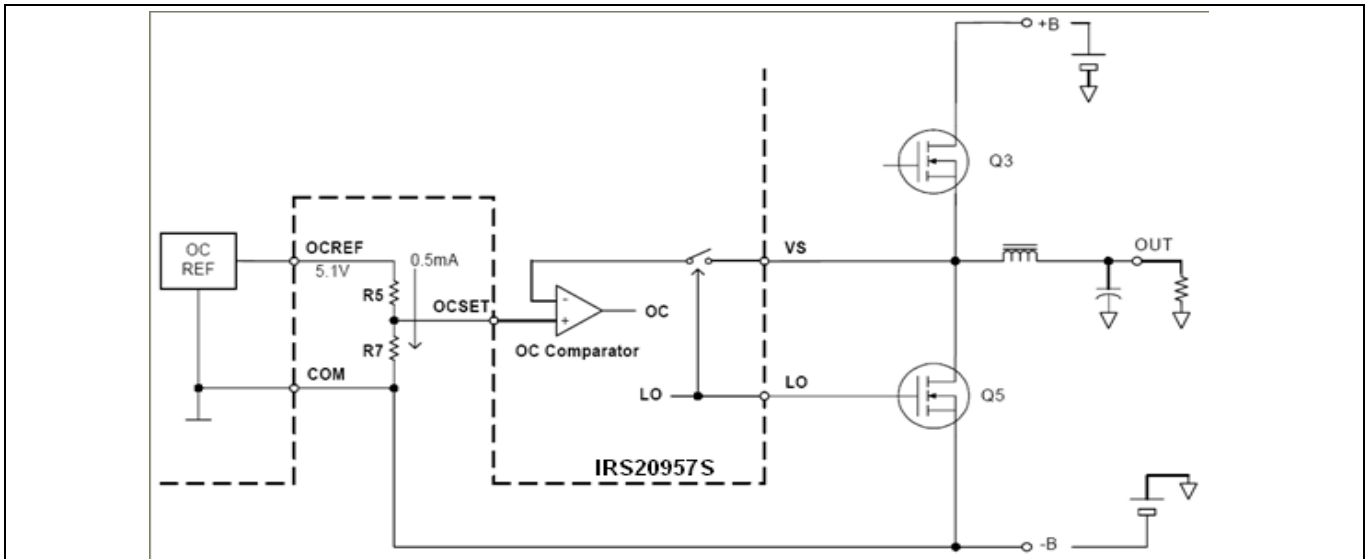 +B
Q3
OC
REF
OCREF
5.1V
0.5mA
VS
OUT
R5
OCSET
-
+
OC
R7
OC Comparator
COM
LO
LO
Q5
IRS20957S
-B